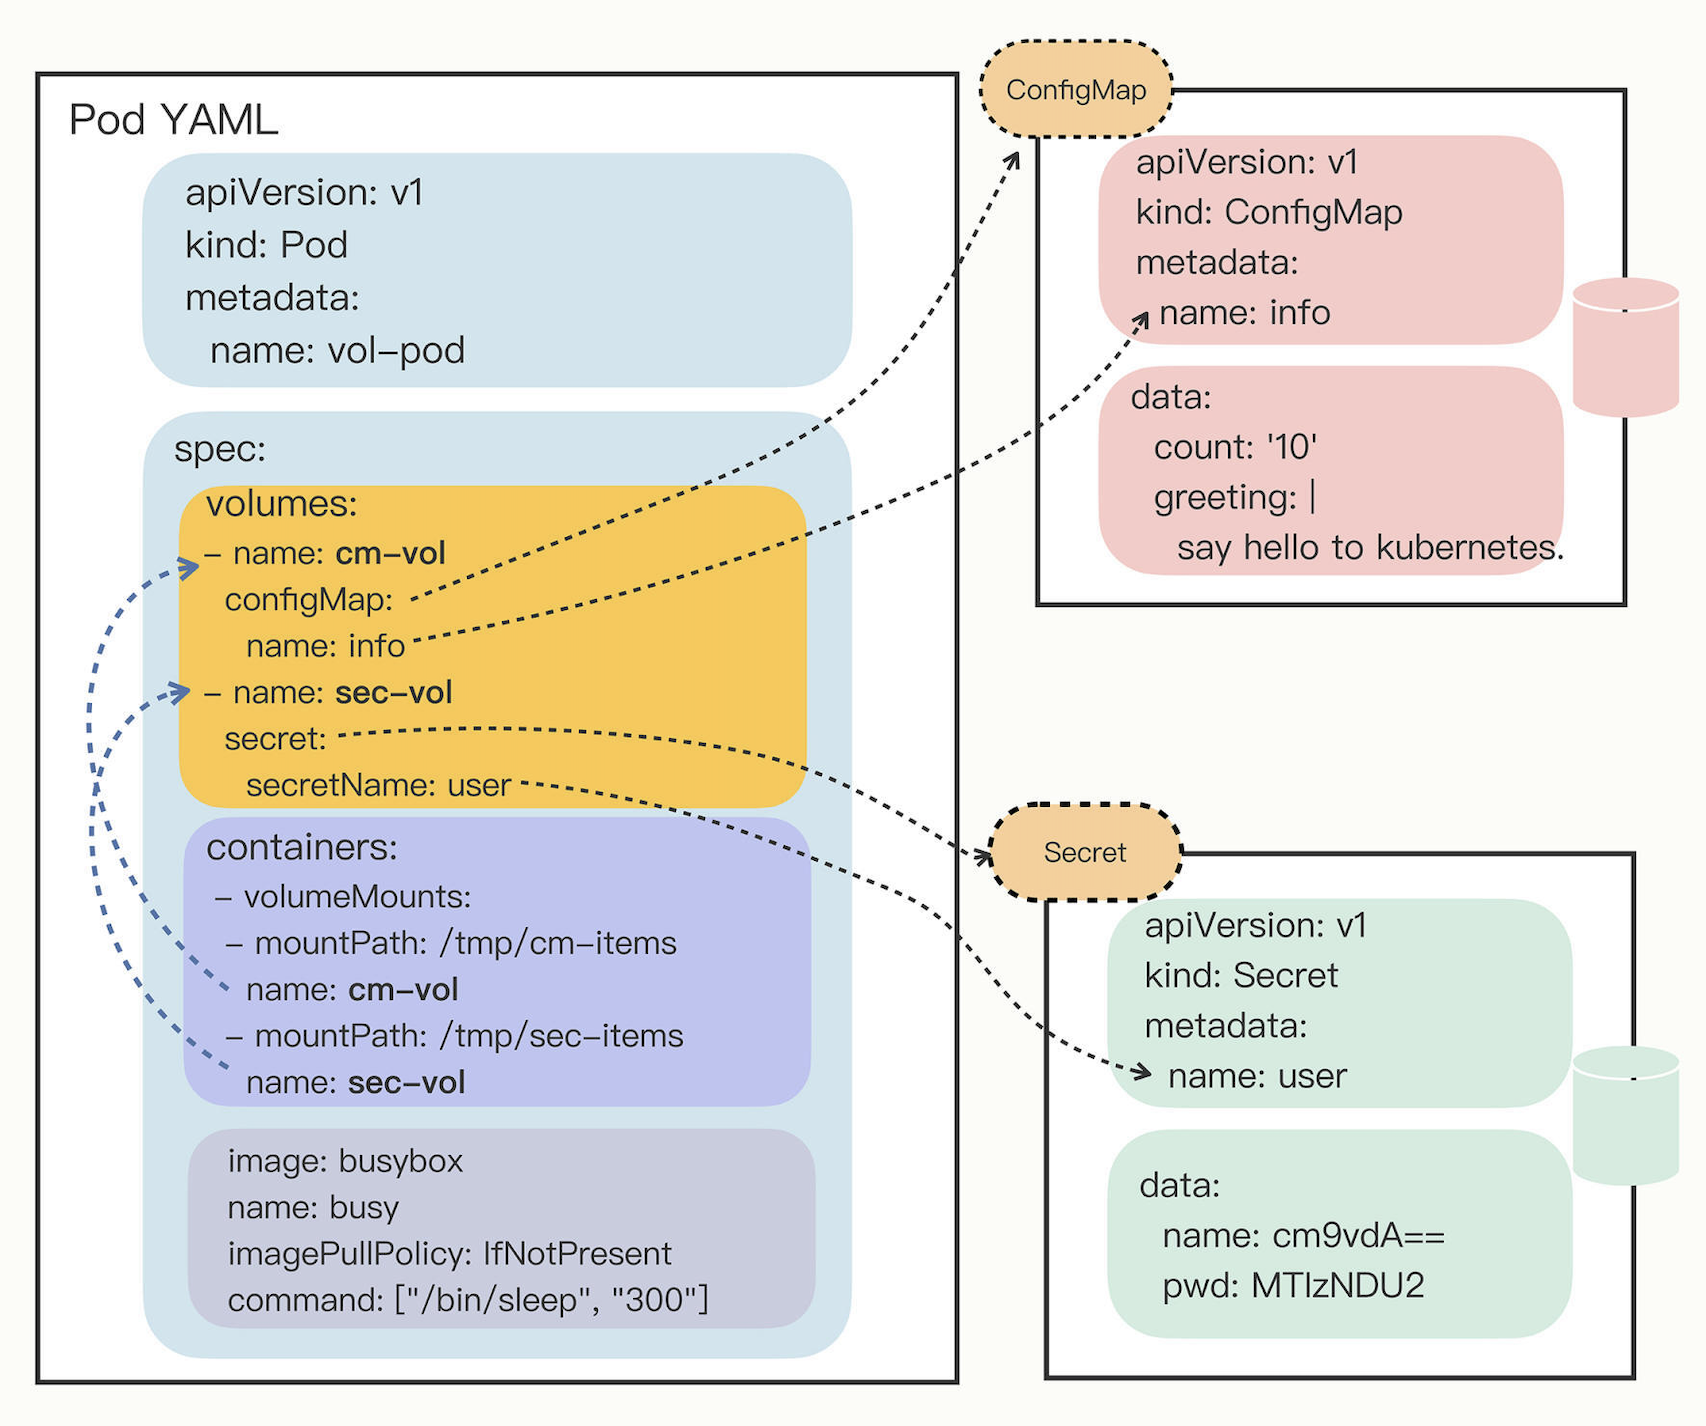 Pod YAML
apiVersion: v1
kind: Pod
metadata:
name: vol-pod
spec:
volumes:
- name: cm-vol
configMap:
name: info
- name: sec-vol
secret:
secretName: user
containers:
- volumeMounts:
- mountPath: /tmp/cm-items
name: cm-vol
- mountPath: /tmp/sec-items
name: sec-vol
image: busybox
name: busy
imagePullPolicy: IfNotPresent
command: ["/bin/sleep", "300"]
ConfigMap
apiVersion: v1
kind: ConfigMap
metadata:
name: info
data:
count: '10'
greeting: |
say hello to kubernetes.
Secret
apiVersion: v1
kind: Secret
metadata:
name: user
data:
name: cm9vdA==
pwd: MTIzNDU2